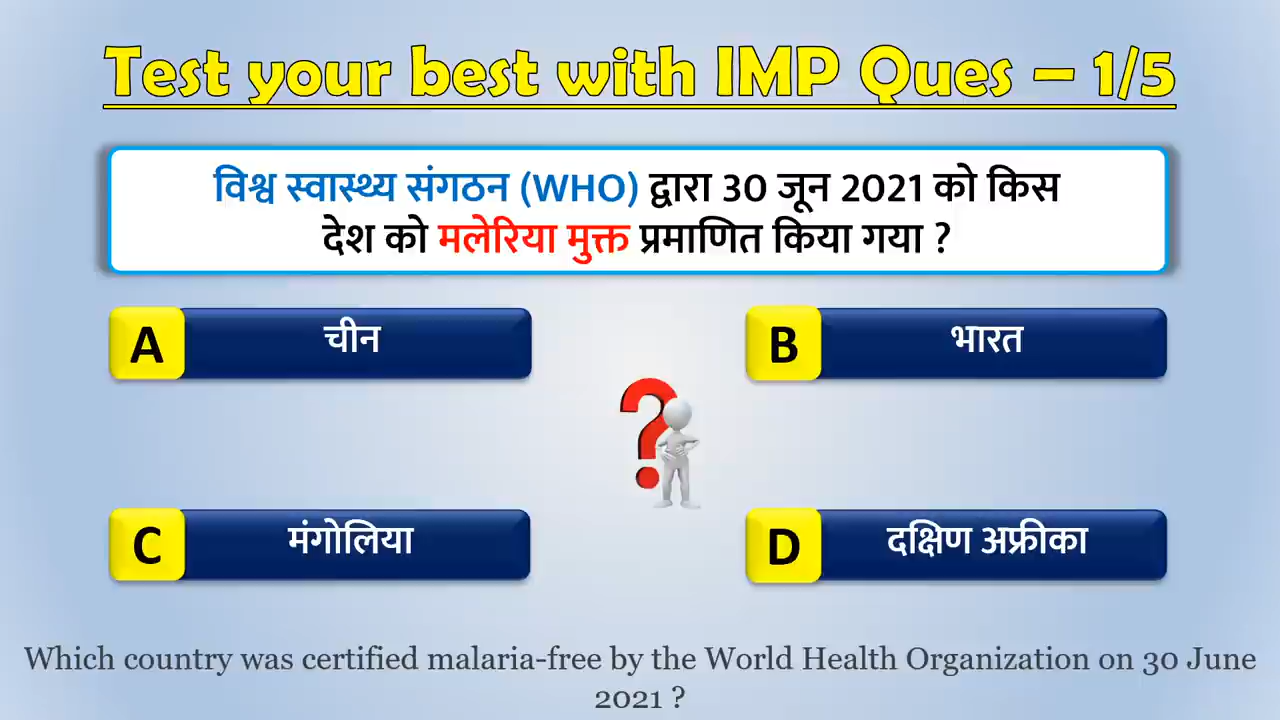 Test your best with IMP Ques – 1/5
विश्व स्वास्थ्य संगठन (WHO) द्वारा 30 जून 2021 को किस
देश को मलेरिया मुक्त प्रमाणित किया गया ?
A चीन
B भारत
C मंगोलिया
D दक्षिण अफ्रीका
Which country was certified malaria-free by the World Health Organization on 30 June
2021 ?